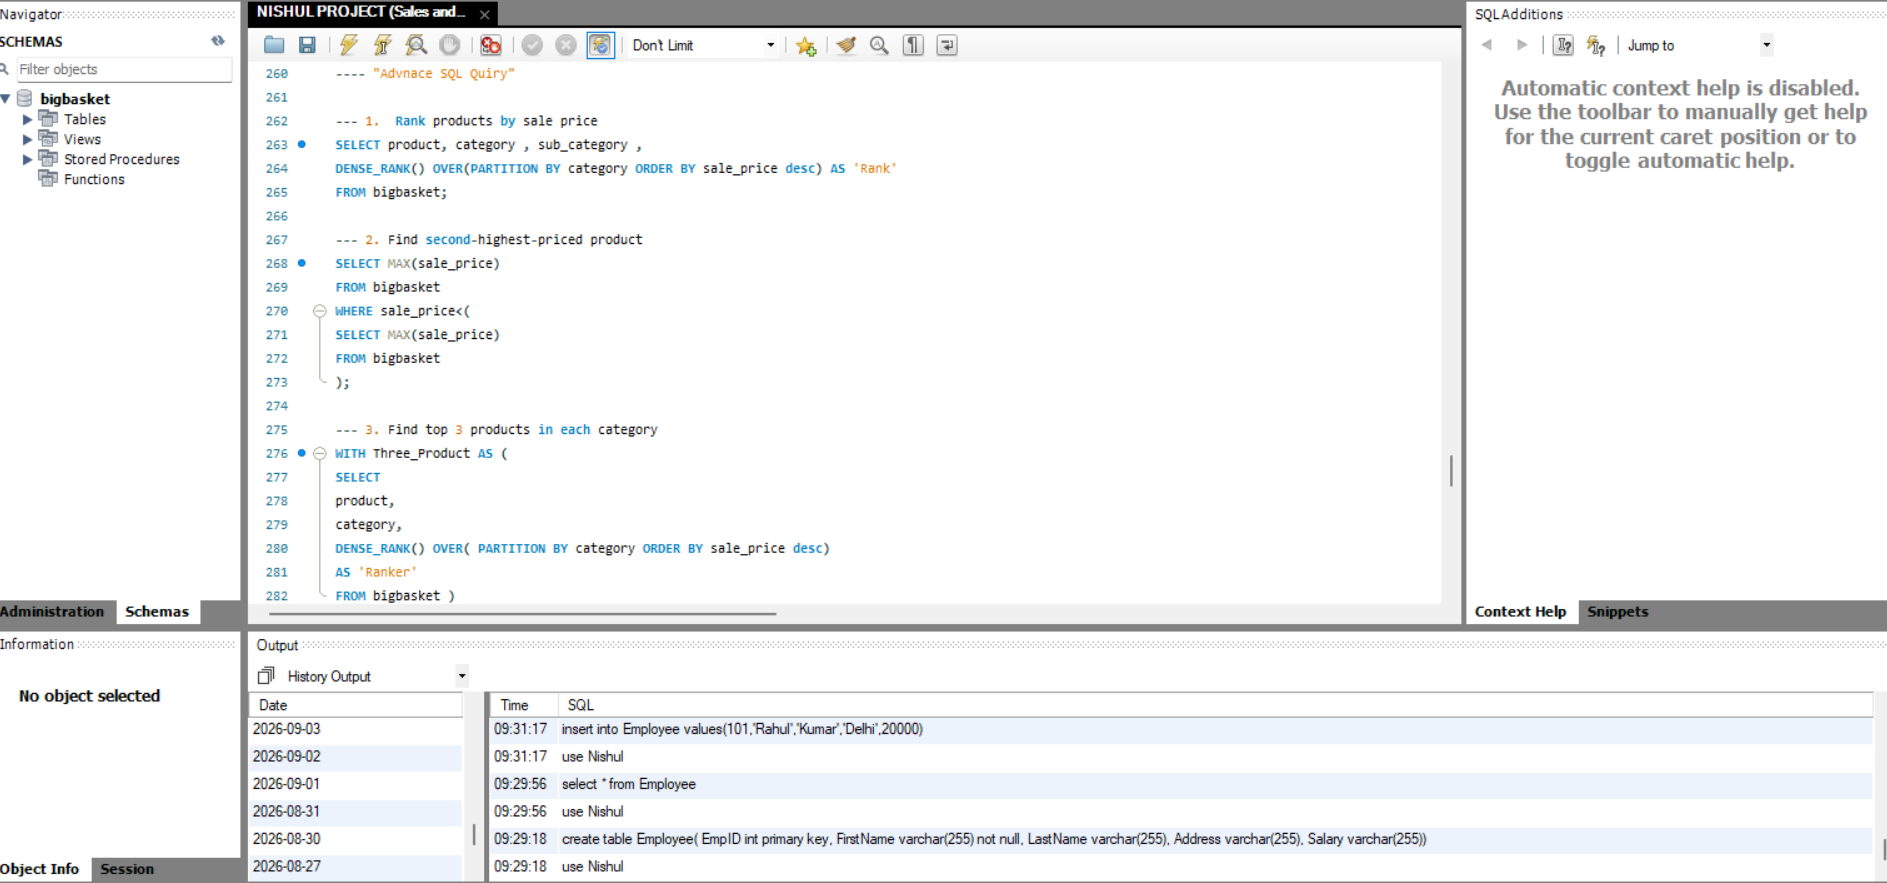 Navigator
SCHEMAS
Filter objects
bigbasket
Tables
Views
Stored Procedures
Functions
Administration Schemas
Information
No object selected
Object Info Session
NISHUL PROJECT (Sales and...
Don't Limit
260 ---- "Advnace SQL Quiry"
261
262 --- 1.  Rank products by sale price
263 SELECT product, category , sub_category ,
264 DENSE_RANK() OVER(PARTITION BY category ORDER BY sale_price desc) AS 'Rank'
265 FROM bigbasket;
266
267 --- 2. Find second-highest-priced product
268 SELECT MAX(sale_price)
269 FROM bigbasket
270 WHERE sale_price<(
271 SELECT MAX(sale_price)
272 FROM bigbasket
273 );
274
275 --- 3. Find top 3 products in each category
276 WITH Three_Product AS (
277 SELECT
278 product,
279 category,
280 DENSE_RANK() OVER( PARTITION BY category ORDER BY sale_price desc)
281 AS 'Ranker'
282 FROM bigbasket )
SQLAdditions
Jump to
Automatic context help is disabled.
Use the toolbar to manually get help
for the current caret position or to
toggle automatic help.
Context Help Snippets
Output
History Output
Date
2026-09-03
2026-09-02
2026-09-01
2026-08-31
2026-08-30
2026-08-27
Time SQL
09:31:17 insert into Employee values(101,'Rahul','Kumar','Delhi',20000)
09:31:17 use Nishul
09:29:56 select * from Employee
09:29:56 use Nishul
09:29:18 create table Employee( EmpID int primary key, FirstName varchar(255) not null, LastName varchar(255), Address varchar(255), Salary varchar(255))
09:29:18 use Nishul